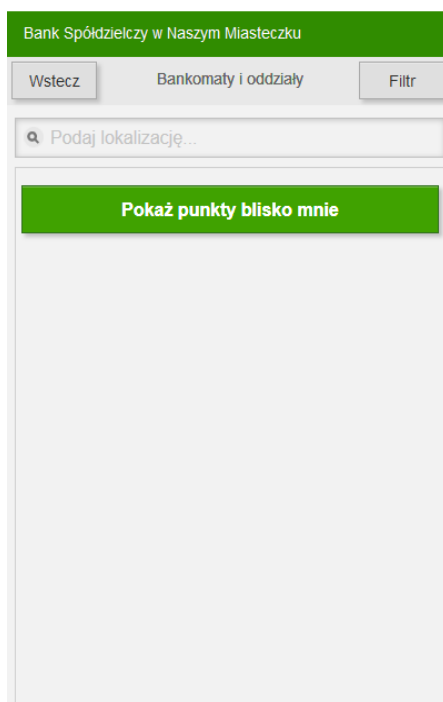 Bank Spółdzielczy w Naszym Miasteczku
Wstecz Bankomaty i oddziały Filtr
Podaj lokalizację...
Pokaż punkty blisko mnie